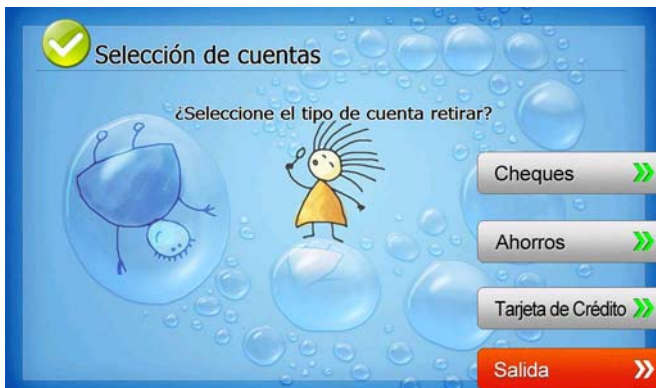 Selección de cuentas
¿Seleccione el tipo de cuenta retirar?
Cheques
Ahorros
Tarjeta de Crédito
Salida